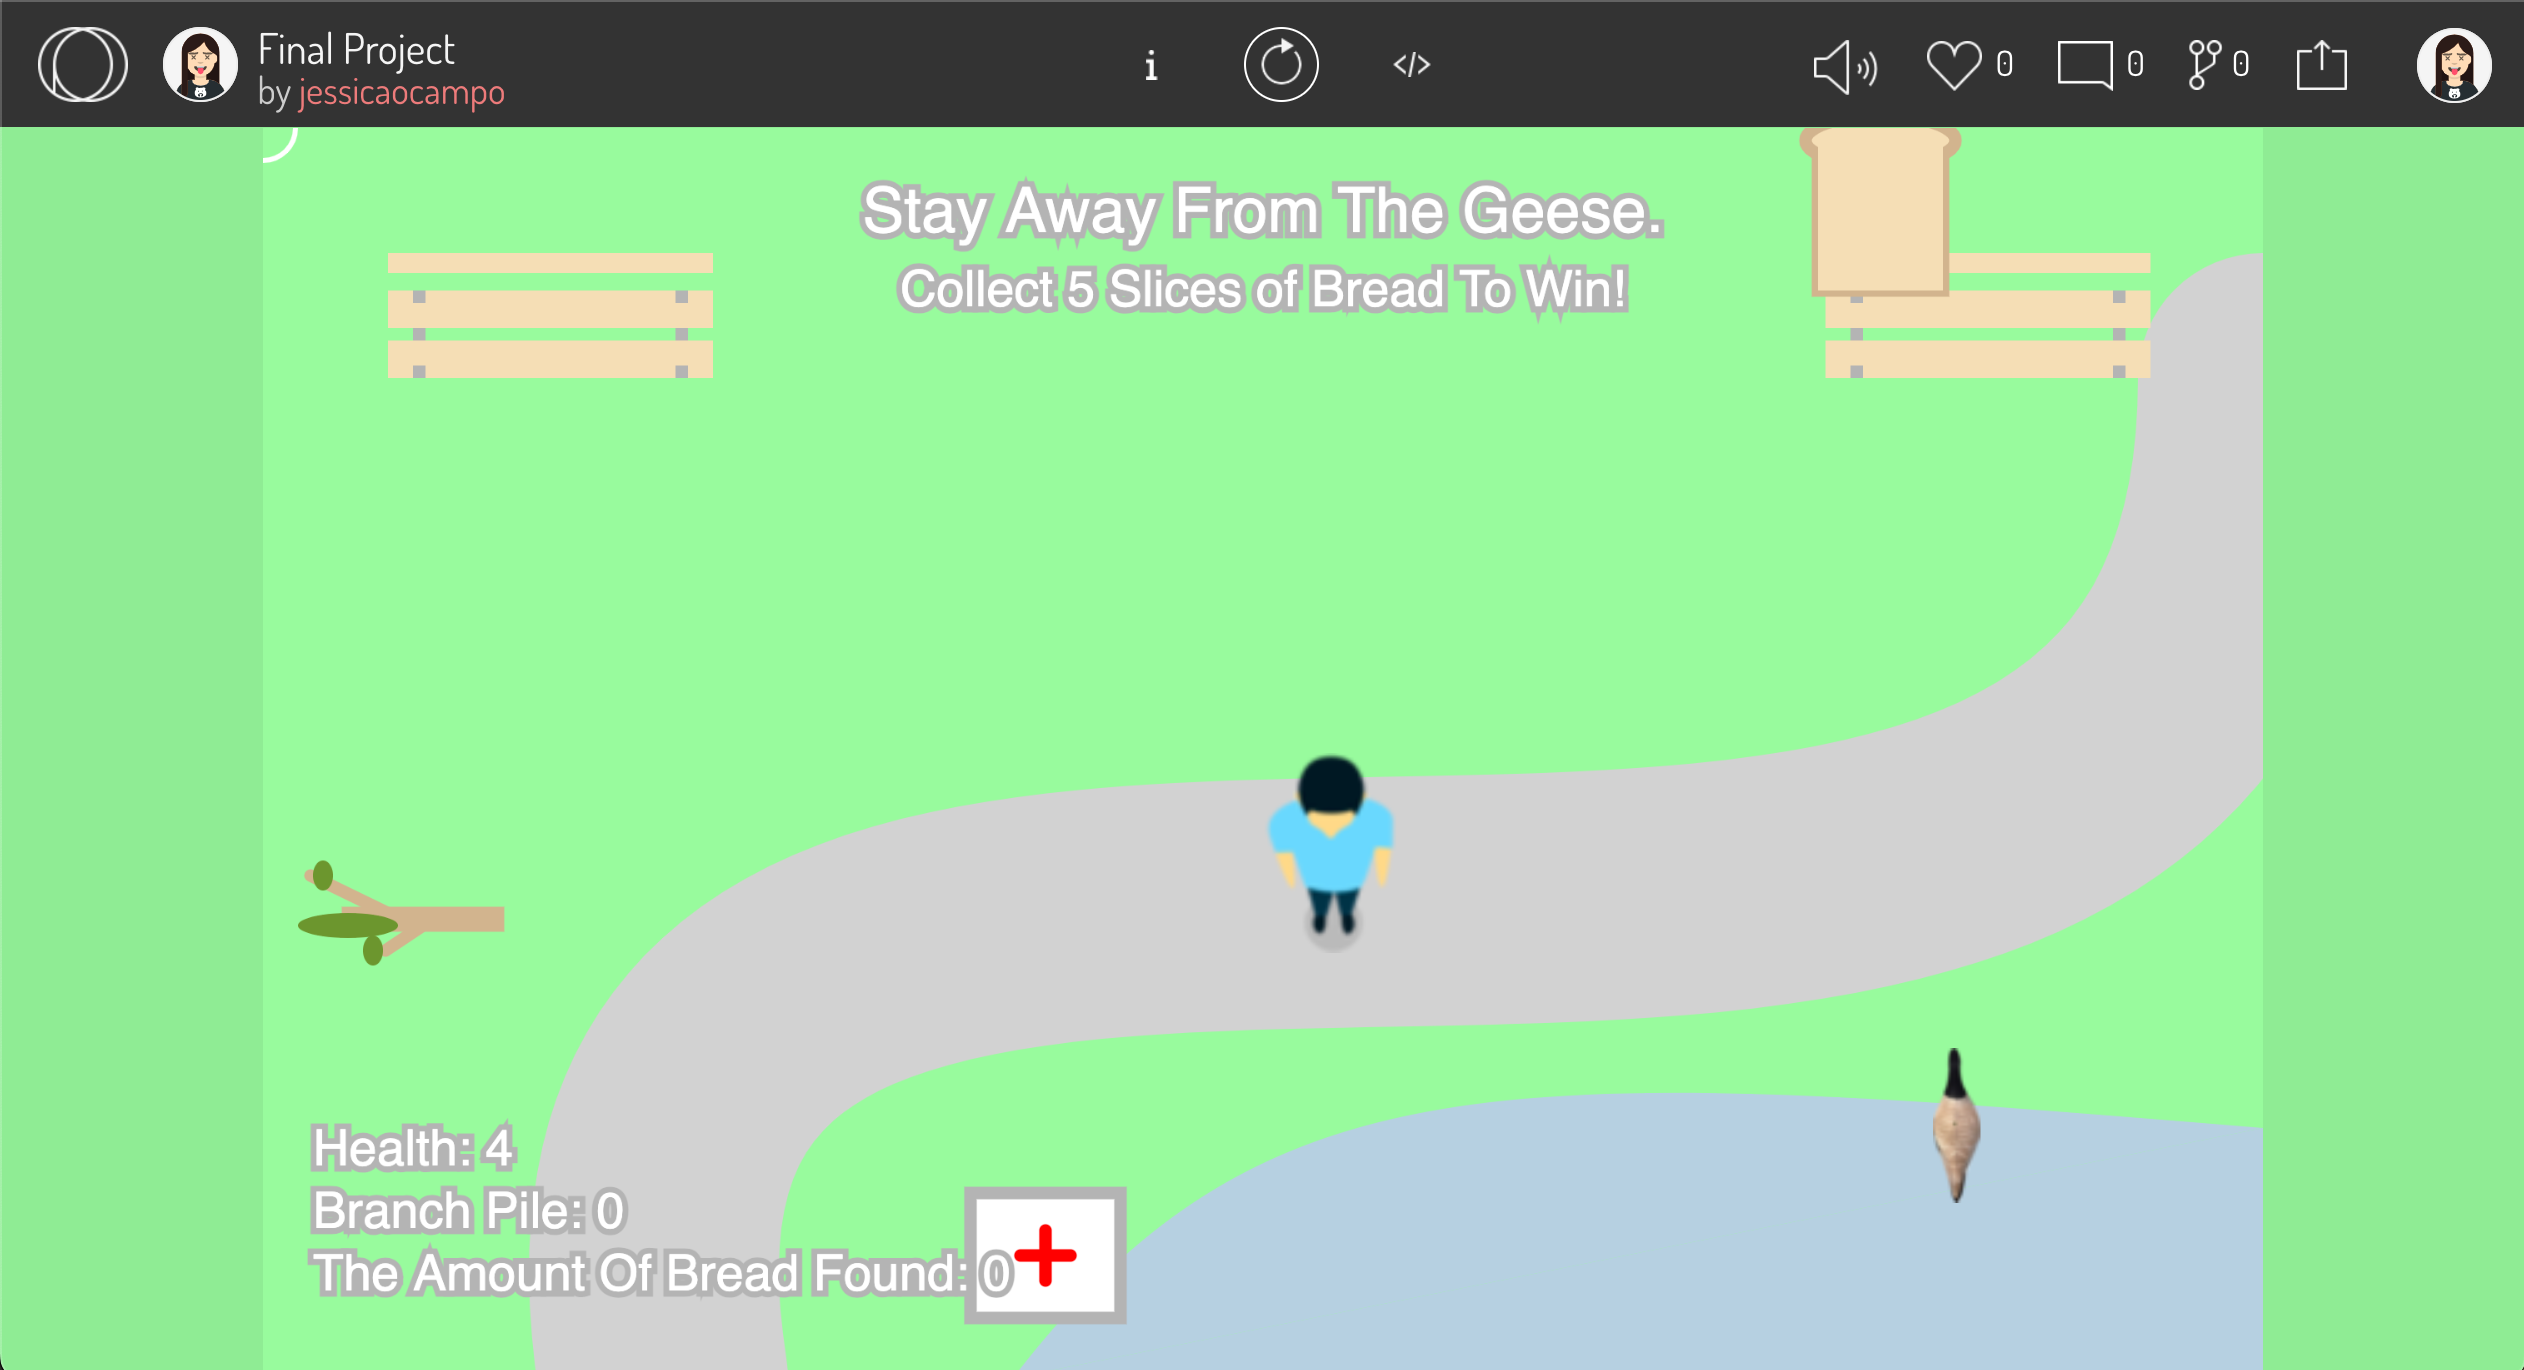 Final Project
by jessicaocampo
i
</>
0
0
0
Stay Away From The Geese.
Collect 5 Slices of Bread To Win!
Health: 4
Branch Pile: 0
The Amount Of Bread Found: 0